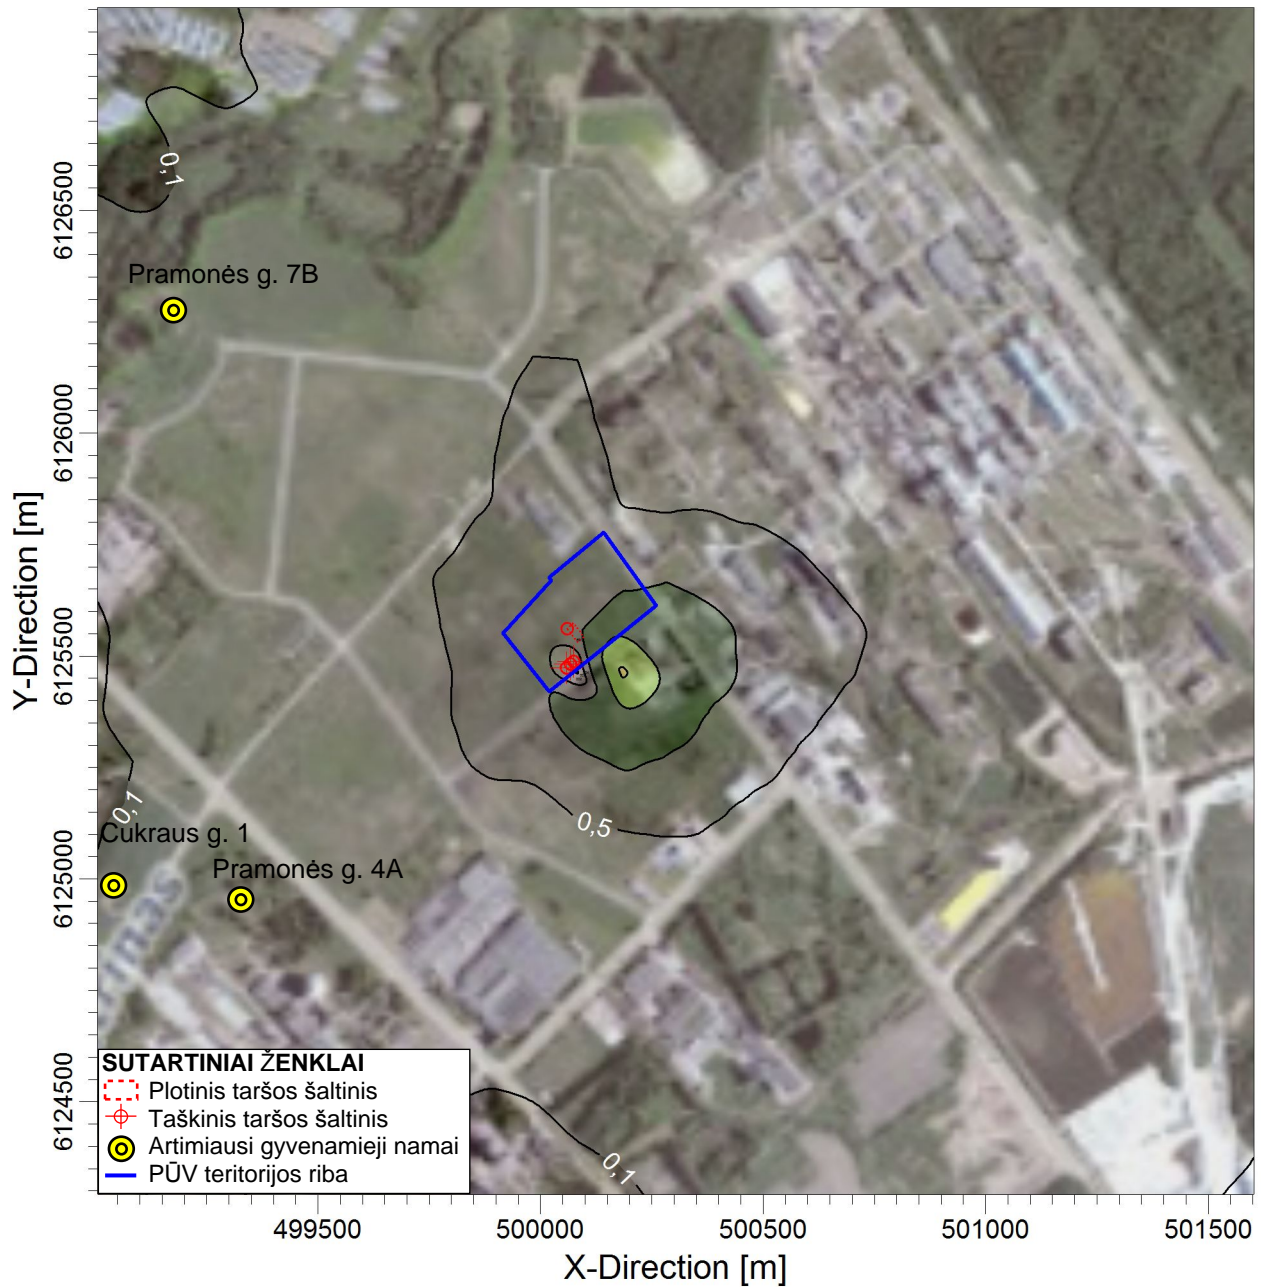 0,1
Pramonės g. 7B
0,1
Cukraus g. 1
Pramonės g. 4A
0,5
0,1
SUTARTINIAI ŽENKLAI
Plotinis taršos šaltinis
Taškinis taršos šaltinis
Artimiausi gyvenamieji namai
PŪV teritorijos riba
6126500
6126000
6125500
6125000
6124500
Y-Direction [m]
499500 500000 500500 501000 501500
X-Direction [m]